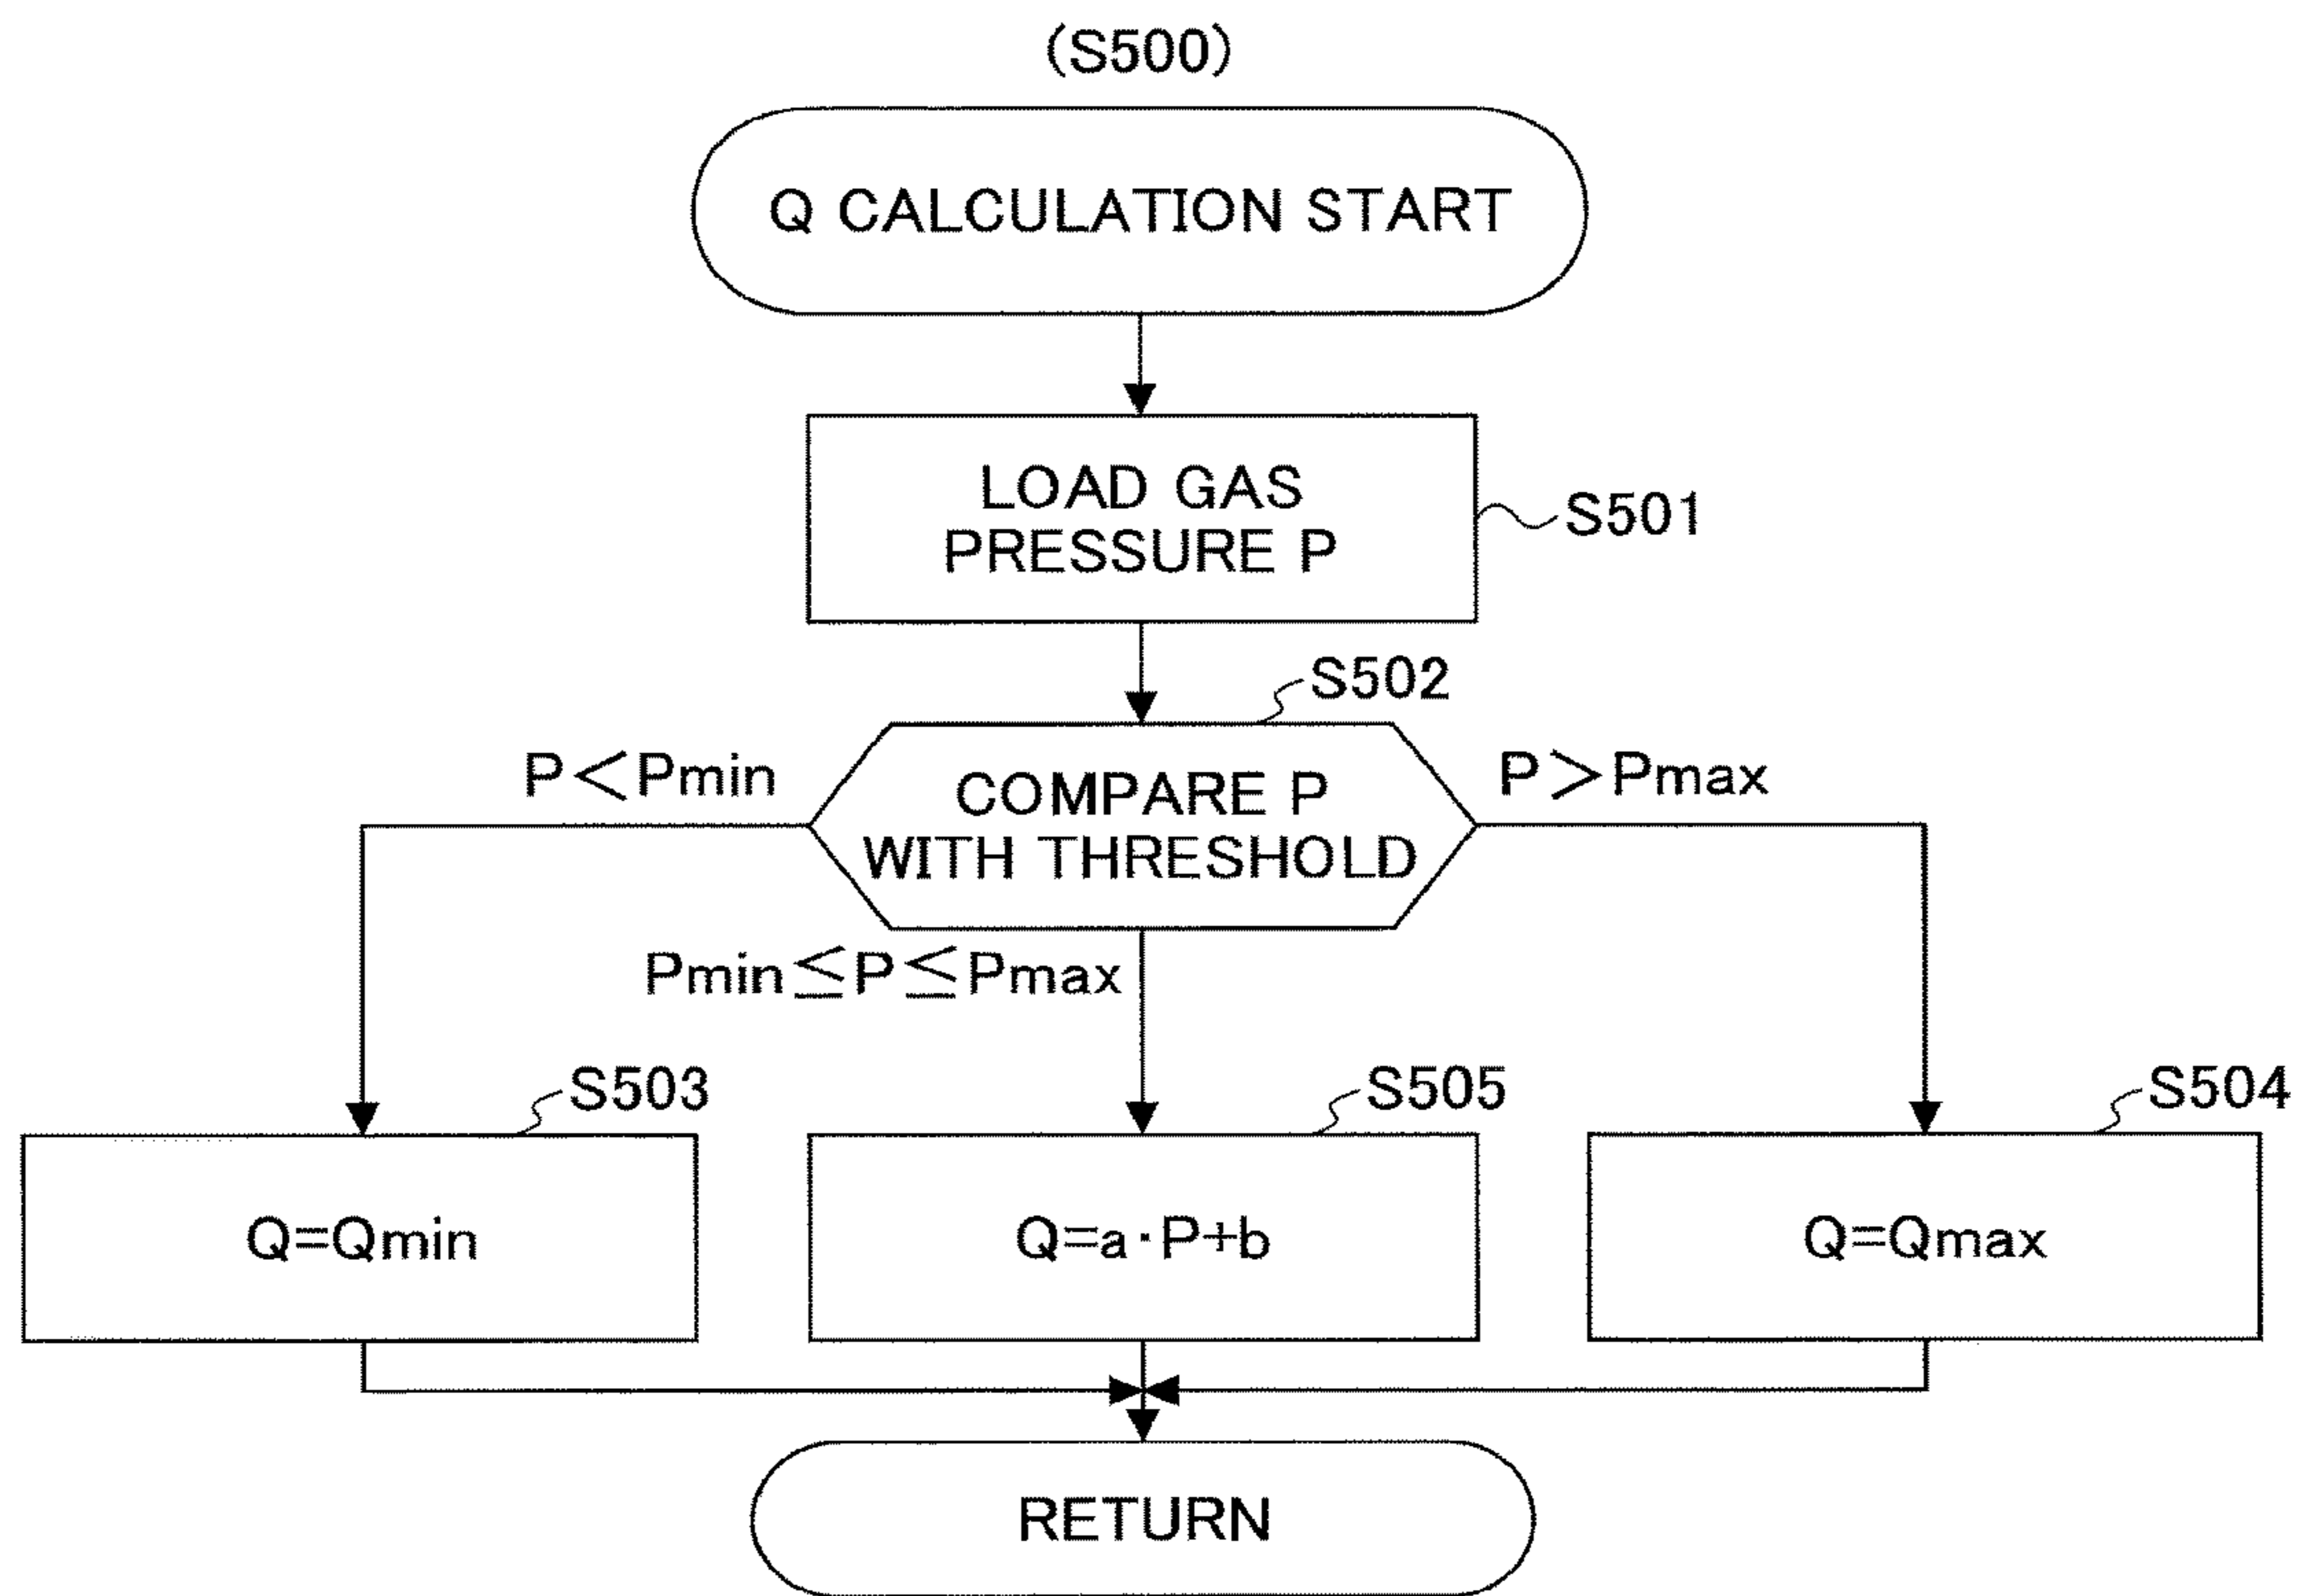 (S500)
Q CALCULATION START
LOAD GAS
PRESSURE P
S501
S502
P<Pmin
COMPARE P
WITH THRESHOLD
P>Pmax
Pmin≦P≦Pmax
S503
S505
S504
Q=Qmin
Q=a·P+b
Q=Qmax
RETURN